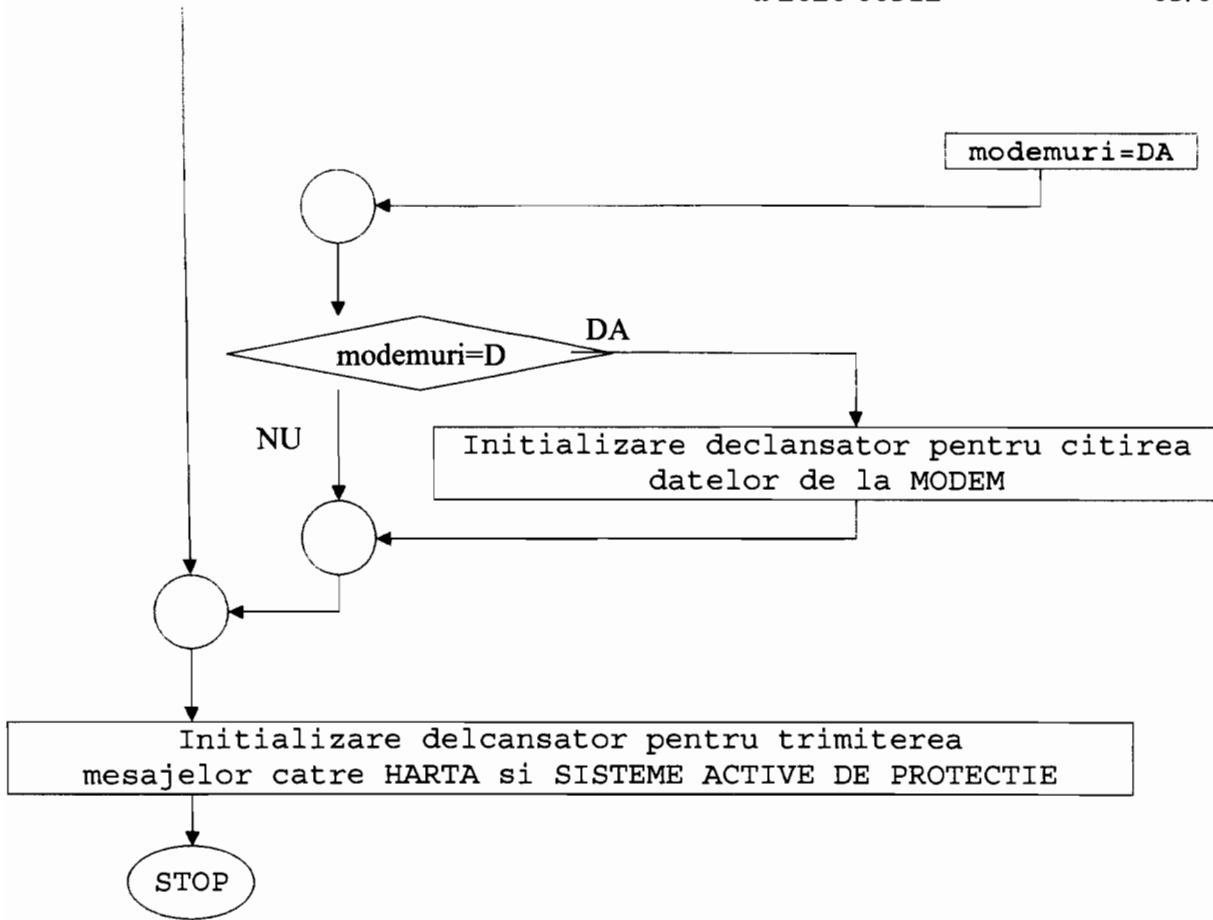 modemuri=DA
DA
modemuri=D
NU
Initializare declansator pentru citirea
datelor de la MODEM
Initializare delcansator pentru trimiterea
mesajelor catre HARTA si SISTEME ACTIVE DE PROTECTIE
STOP